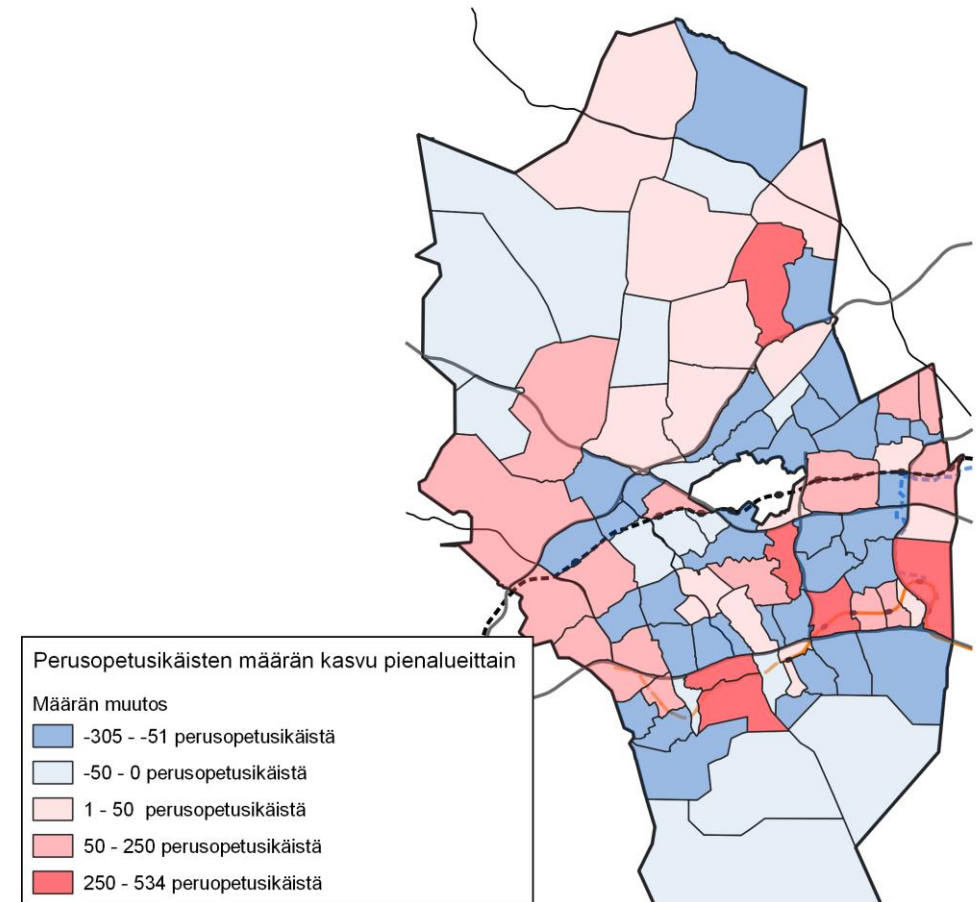 Perusopetusikäisten määrän kasvu pienalueittain
Määrän muutos
-305 - -51 perusopetusikäistä
-50 - 0 perusopetusikäistä
1 - 50 perusopetusikäistä
50 - 250 perusopetusikäistä
250 - 534 peruopetusikäistä